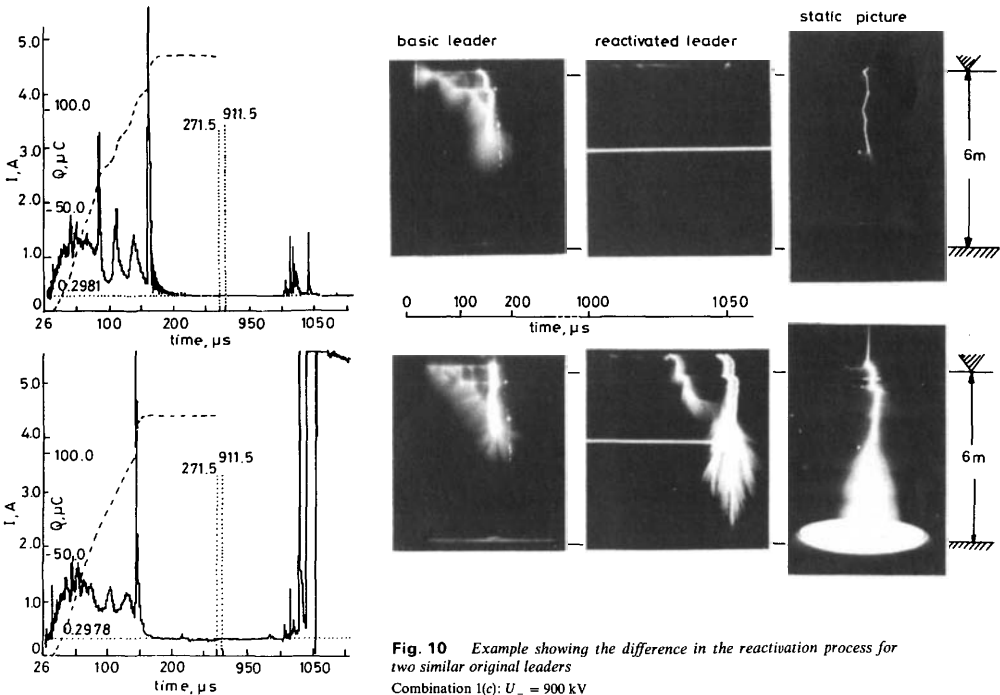 static picture
basic leader
reactivated leader
5.0
4.0
100.0
911.5
271.5
3.0
I, A
Q, µC
6m
2.0
50.0
1.0
0.2981
0
26 100 200 950 1050
time, µs
0 100 200 1000 1050
time, µs
5.0
4.0
100.0
911.5
271.5
3.0
I, A
Q, µC
6m
2.0
50.0
1.0
0.2978
0
26 100 200 950 1050
time, µs
Fig. 10 Example showing the difference in the reactivation process for
two similar original leaders
Combination 1(c): U_ = 900 kV